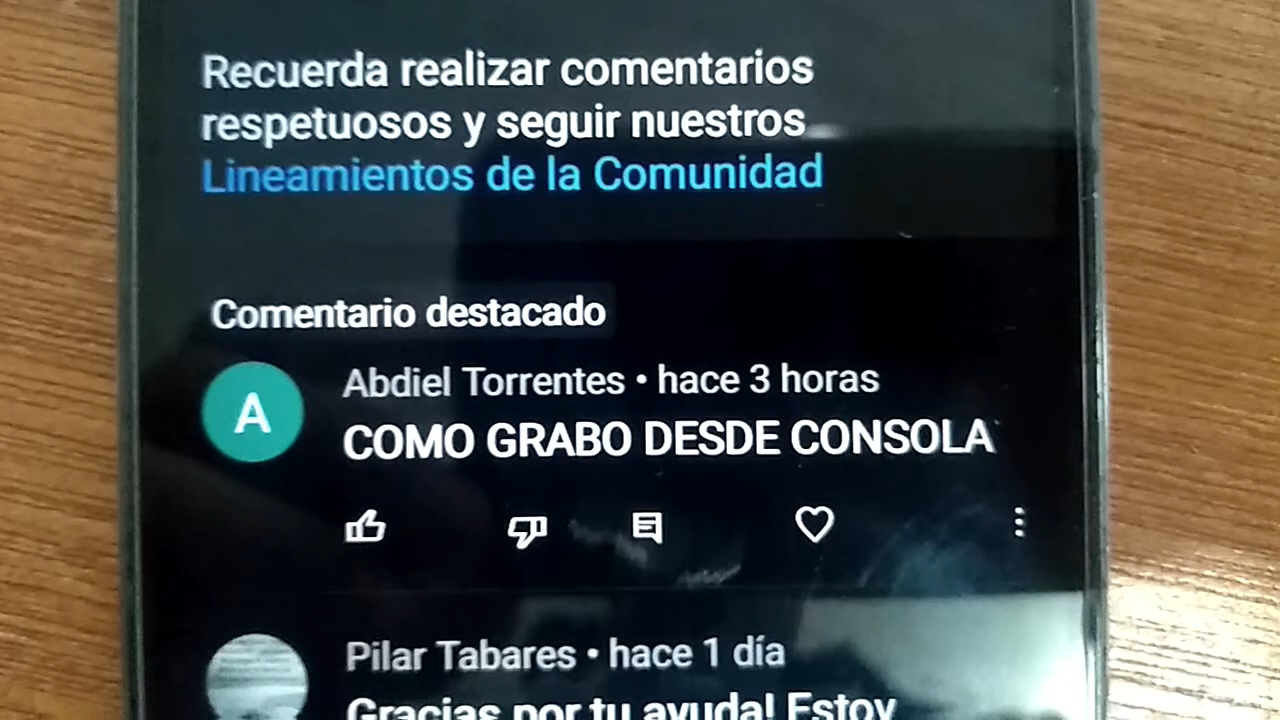 Recuerda realizar comentarios
respetuosos y seguir nuestros
Lineamientos de la Comunidad
Comentario destacado
A
Abdiel Torrentes • hace 3 horas
COMO GRABO DESDE CONSOLA
Pilar Tabares • hace 1 día
Gracias por tu ayuda! Estoy